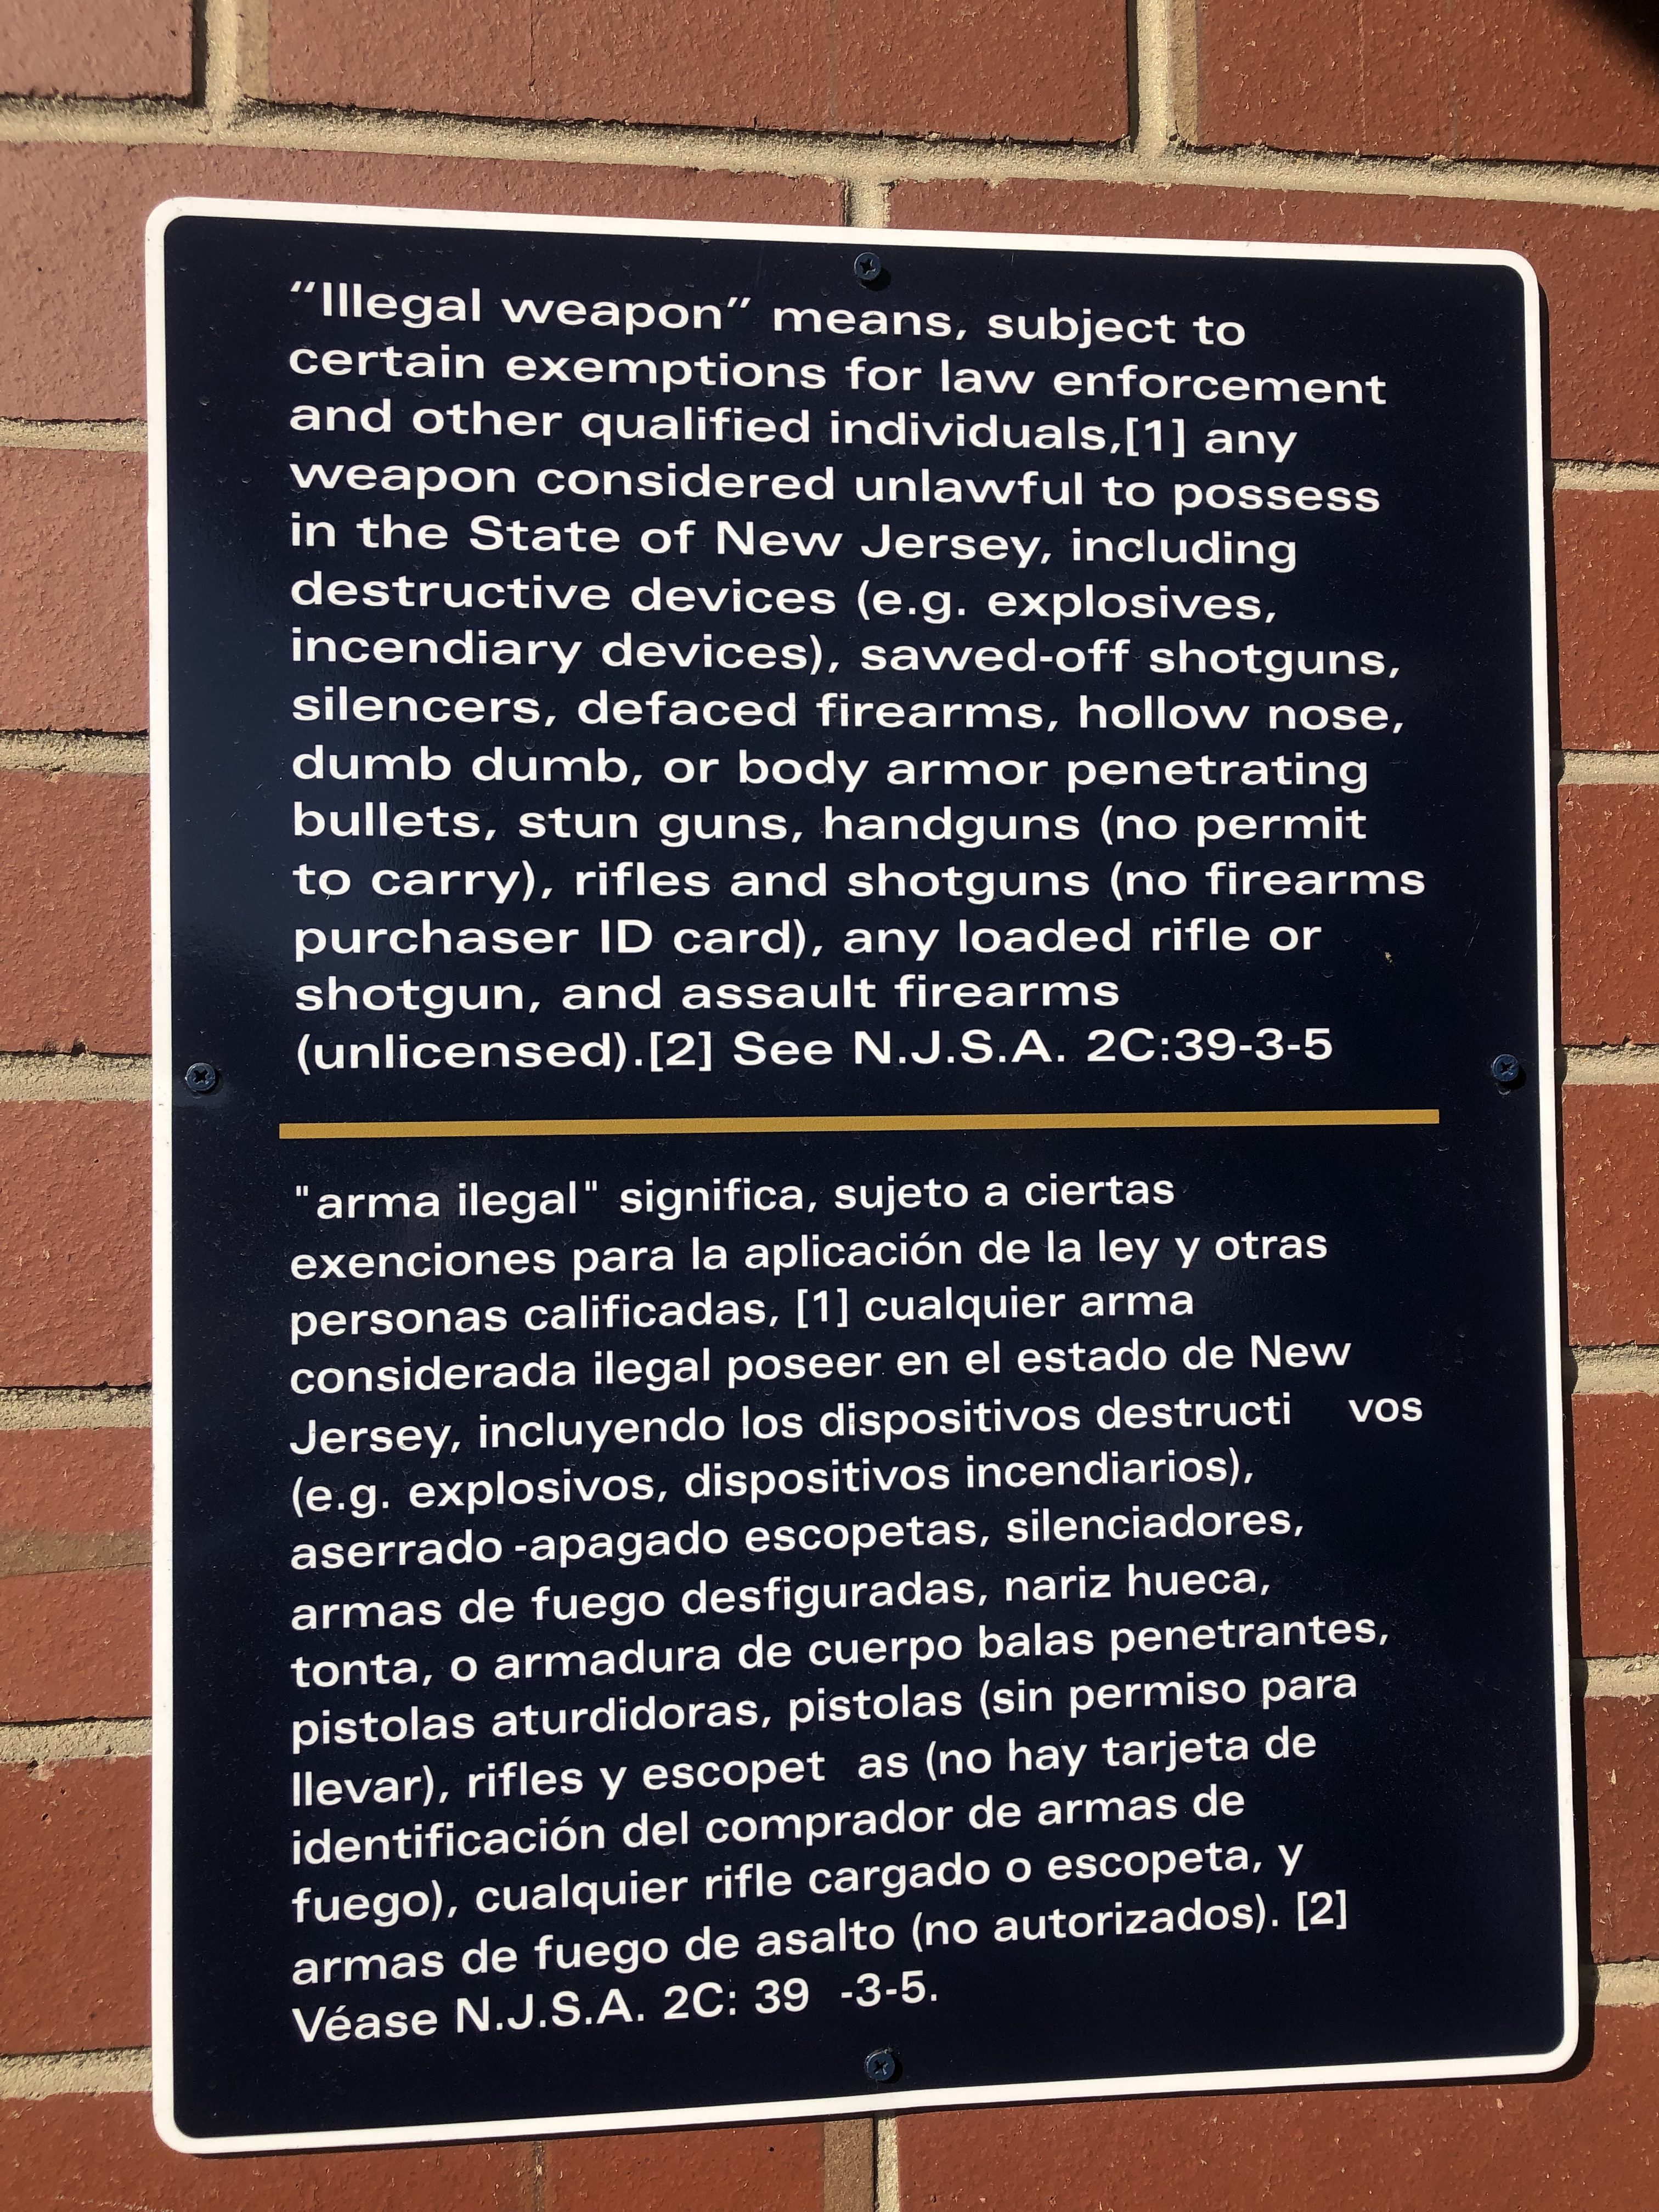 “Illegal weapon” means, subject to
certain exemptions for law enforcement
and other qualified individuals,[1] any
weapon considered unlawful to possess
in the State of New Jersey, including
destructive devices (e.g. explosives,
incendiary devices), sawed-off shotguns,
silencers, defaced firearms, hollow nose,
dumb dumb, or body armor penetrating
bullets, stun guns, handguns (no permit
to carry), rifles and shotguns (no firearms
purchaser ID card), any loaded rifle or
shotgun, and assault firearms
(unlicensed).[2] See N.J.S.A. 2C:39-3-5
"arma ilegal" significa, sujeto a ciertas
exenciones para la aplicación de la ley y otras
personas calificadas, [1] cualquier arma
considerada ilegal poseer en el estado de New
Jersey, incluyendo los dispositivos destructi vos
(e.g. explosivos, dispositivos incendiarios),
aserrado -apagado escopetas, silenciadores,
armas de fuego desfiguradas, nariz hueca,
tonta, o armadura de cuerpo balas penetrantes,
pistolas aturdidoras, pistolas (sin permiso para
llevar), rifles y escopet as (no hay tarjeta de
identificación del comprador de armas de
fuego), cualquier rifle cargado o escopeta, y
armas de fuego de asalto (no autorizados). [2]
Véase N.J.S.A. 2C: 39 -3-5.